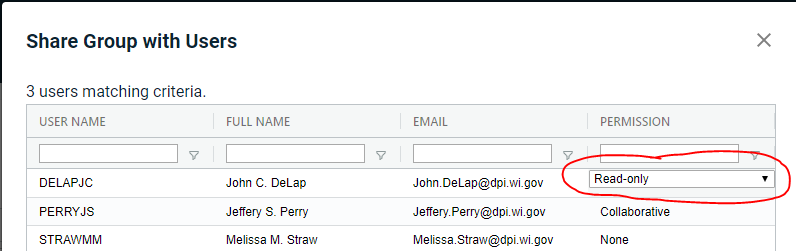 Share Group with Users
3 users matching criteria.
USER NAME FULL NAME EMAIL PERMISSION
DELAPJC John C. DeLap John.DeLap@dpi.wi.gov Read-only
PERRYJS Jeffery S. Perry Jeffery.Perry@dpi.wi.gov Collaborative
STRAWMM Melissa M. Straw Melissa.Straw@dpi.wi.gov None